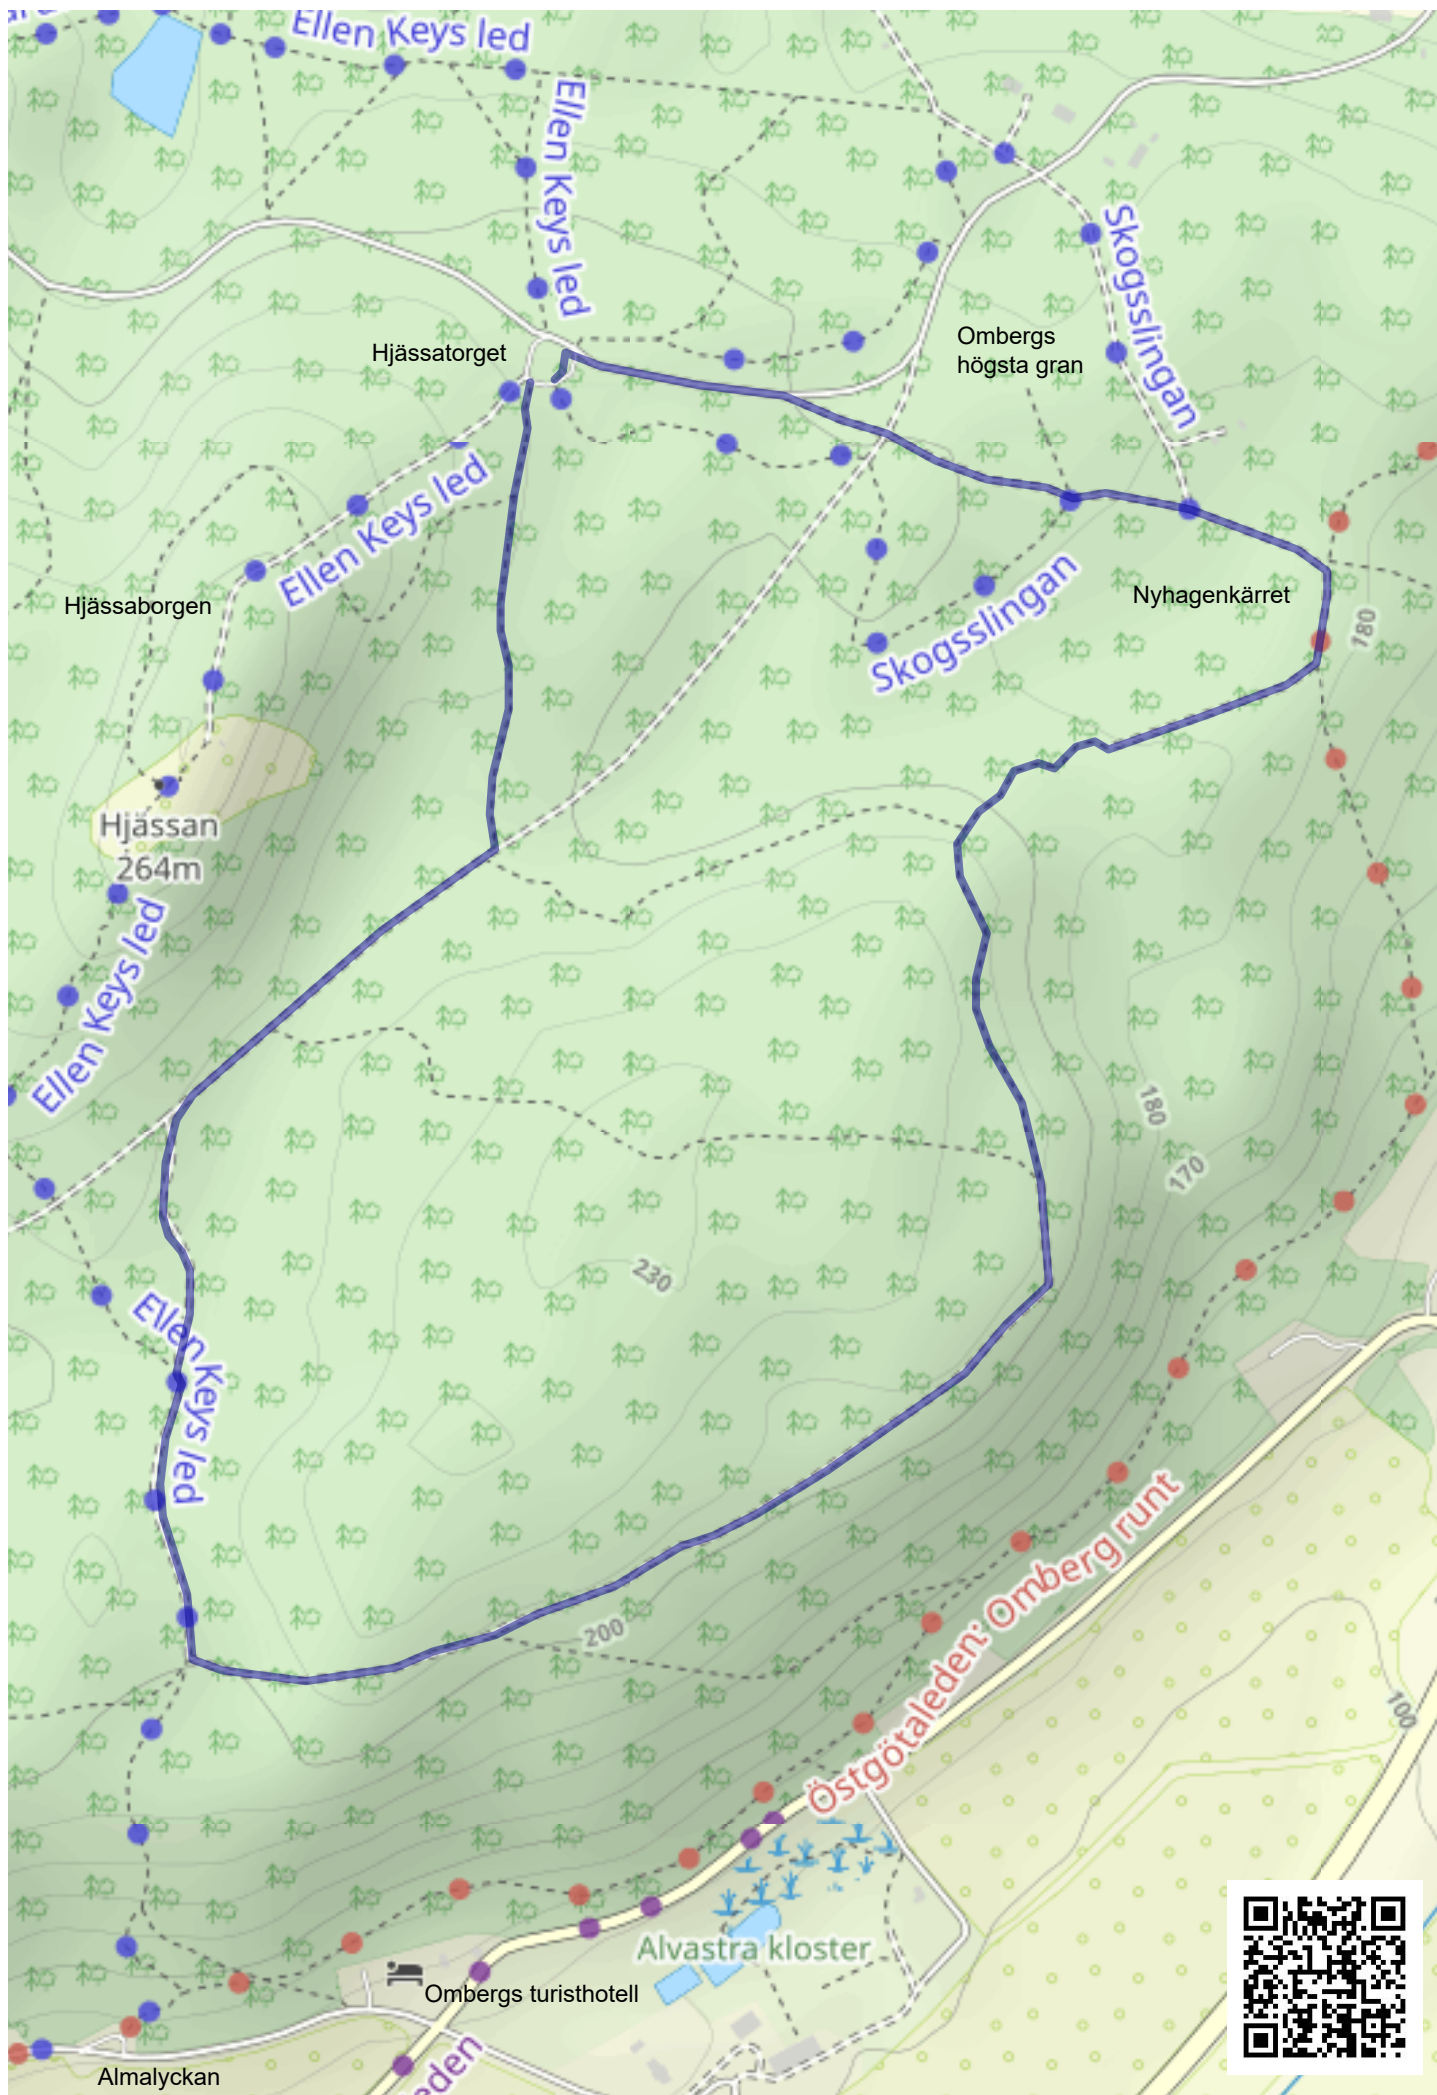 Ellen Keys led
Ellen Keys led
Skogsslingan
Ombergs
högsta gran
Hjässatorget
Ellen Keys led
Hjässaborgen
Nyhagenkärret
180
Skogsslingan
Hjässan
264m
Ellen Keys led
180
170
230
Ellen Keys led
200
Östgötaleden: Omberg runt
100
Alvastra kloster
Ombergs turisthotell
Almalyckan
eden